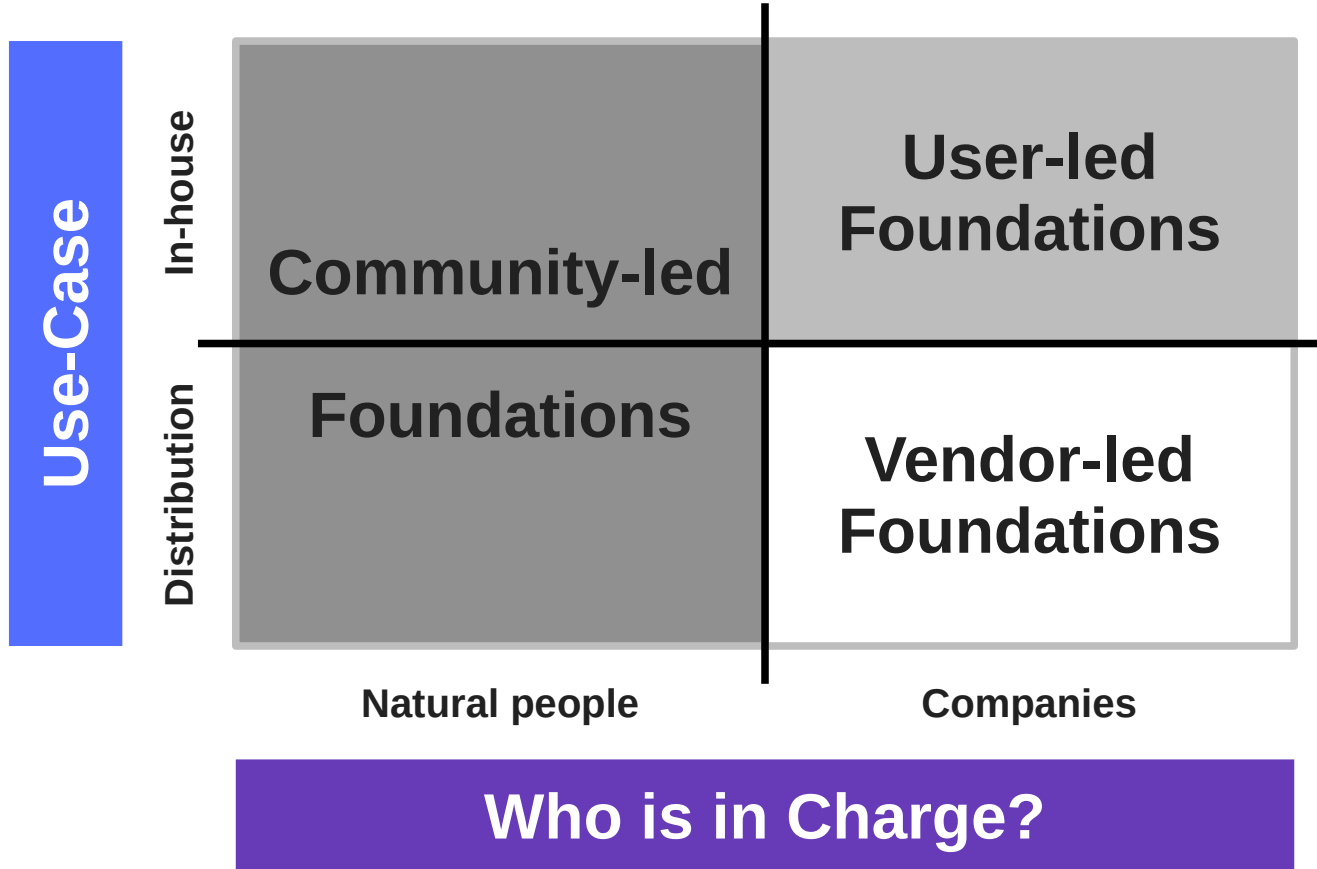 Use-Case
In-house
Distribution
Community-led
Foundations
User-led
Foundations
Vendor-led
Foundations
Natural people
Companies
Who is in Charge?